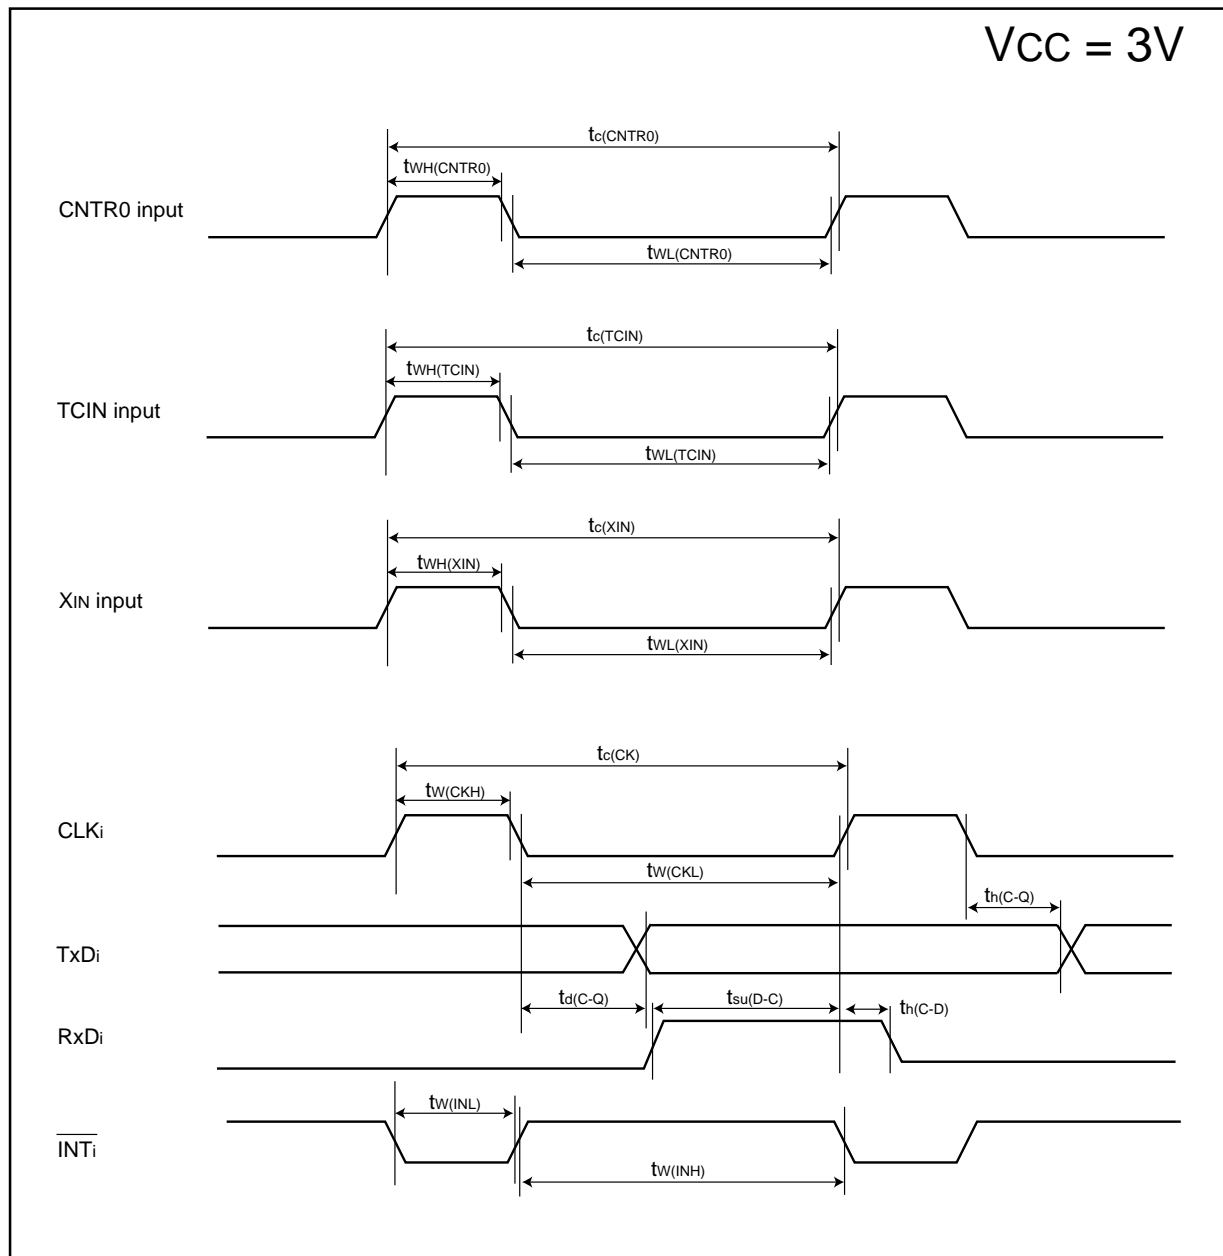 VCC = 3V
tc(CNTR0)
tWH(CNTR0)
CNTR0 input
tWL(CNTR0)
tc(TCIN)
tWH(TCIN)
TCIN input
tWL(TCIN)
tc(XIN)
tWH(XIN)
XIN input
tWL(XIN)
tc(CK)
tW(CKH)
CLKi
tW(CKL)
th(C-Q)
TxDi
td(C-Q)
tsu(D-C)
th(C-D)
RxDi
tW(INL)
INTi
tW(INH)